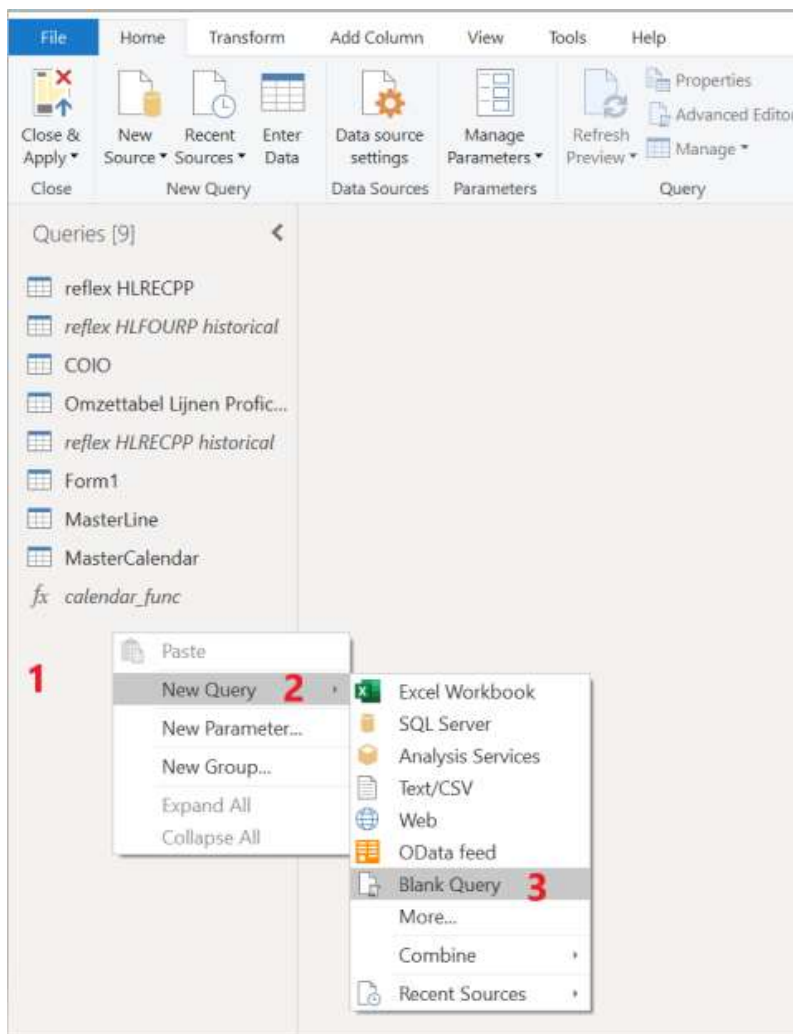 File Home Transform Add Column View Tools Help
Close & Apply New Source Recent Sources Enter Data Data source settings Manage Parameters Refresh Preview Properties
Advanced Editor
Manage
Close New Query Data Sources Parameters Query
Queries [9]
reflex HLRECPP
reflex HLFOURP historical
COIO
Omzettabel Lijnen Profic...
reflex HLRECPP historical
Form1
MasterLine
MasterCalendar
fx calendar_func
1
Paste
New Query 2
New Parameter...
New Group...
Expand All
Collapse All
Excel Workbook
SQL Server
Analysis Services
Text/CSV
Web
OData feed
Blank Query 3
More...
Combine
Recent Sources